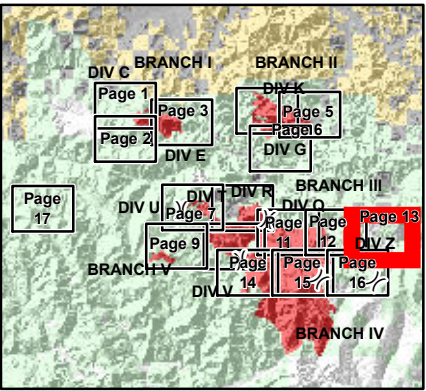 BRANCH I
BRANCH II
DIV C
DIV K
Page 1
Page 3
Page 5
Page 2
Page 6
DIV E
DIV G
BRANCH III
Page
17
DIV T
DIV R
DIV U
Page 7
DIV Q
Page
11
Page
12
Page 13
DIV Z
Page 9
BRANCH V
Page
14
Page
15
Page
16
DIV V
BRANCH IV